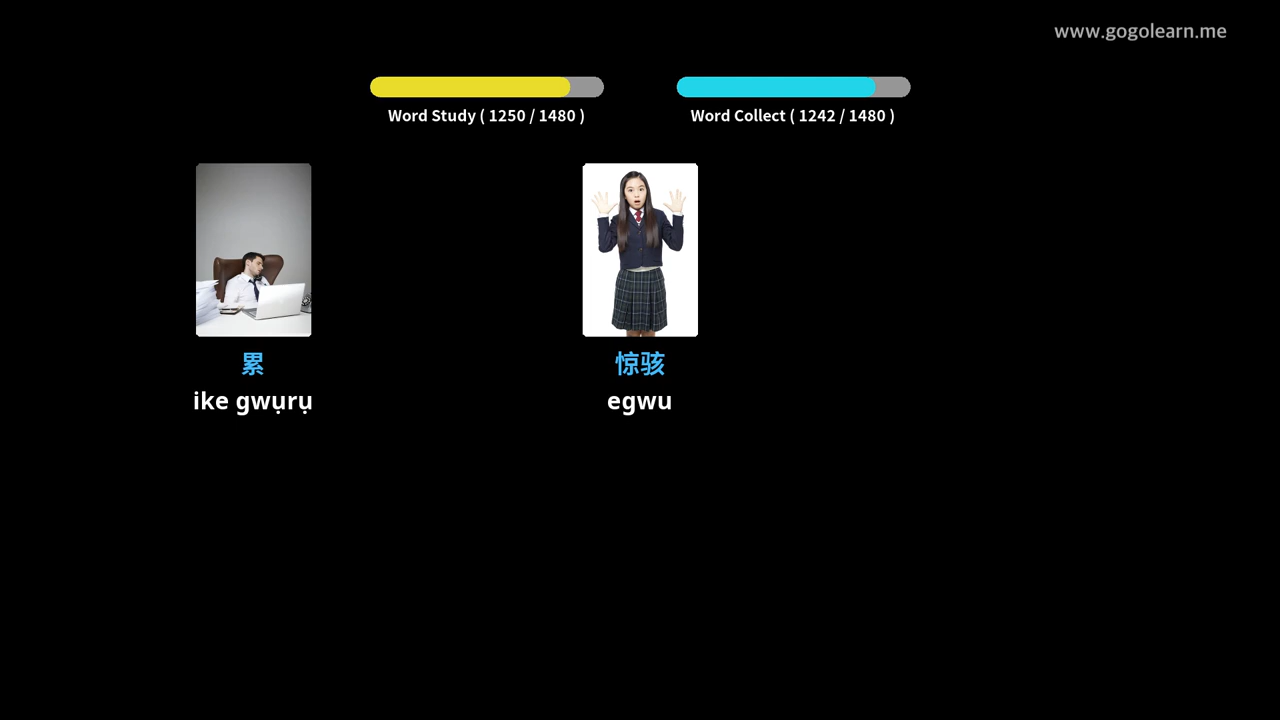 www.gogolearn.me
Word Study ( 1250 / 1480 )
Word Collect ( 1242 / 1480 )
累
ike gwụrụ
惊骇
egwu